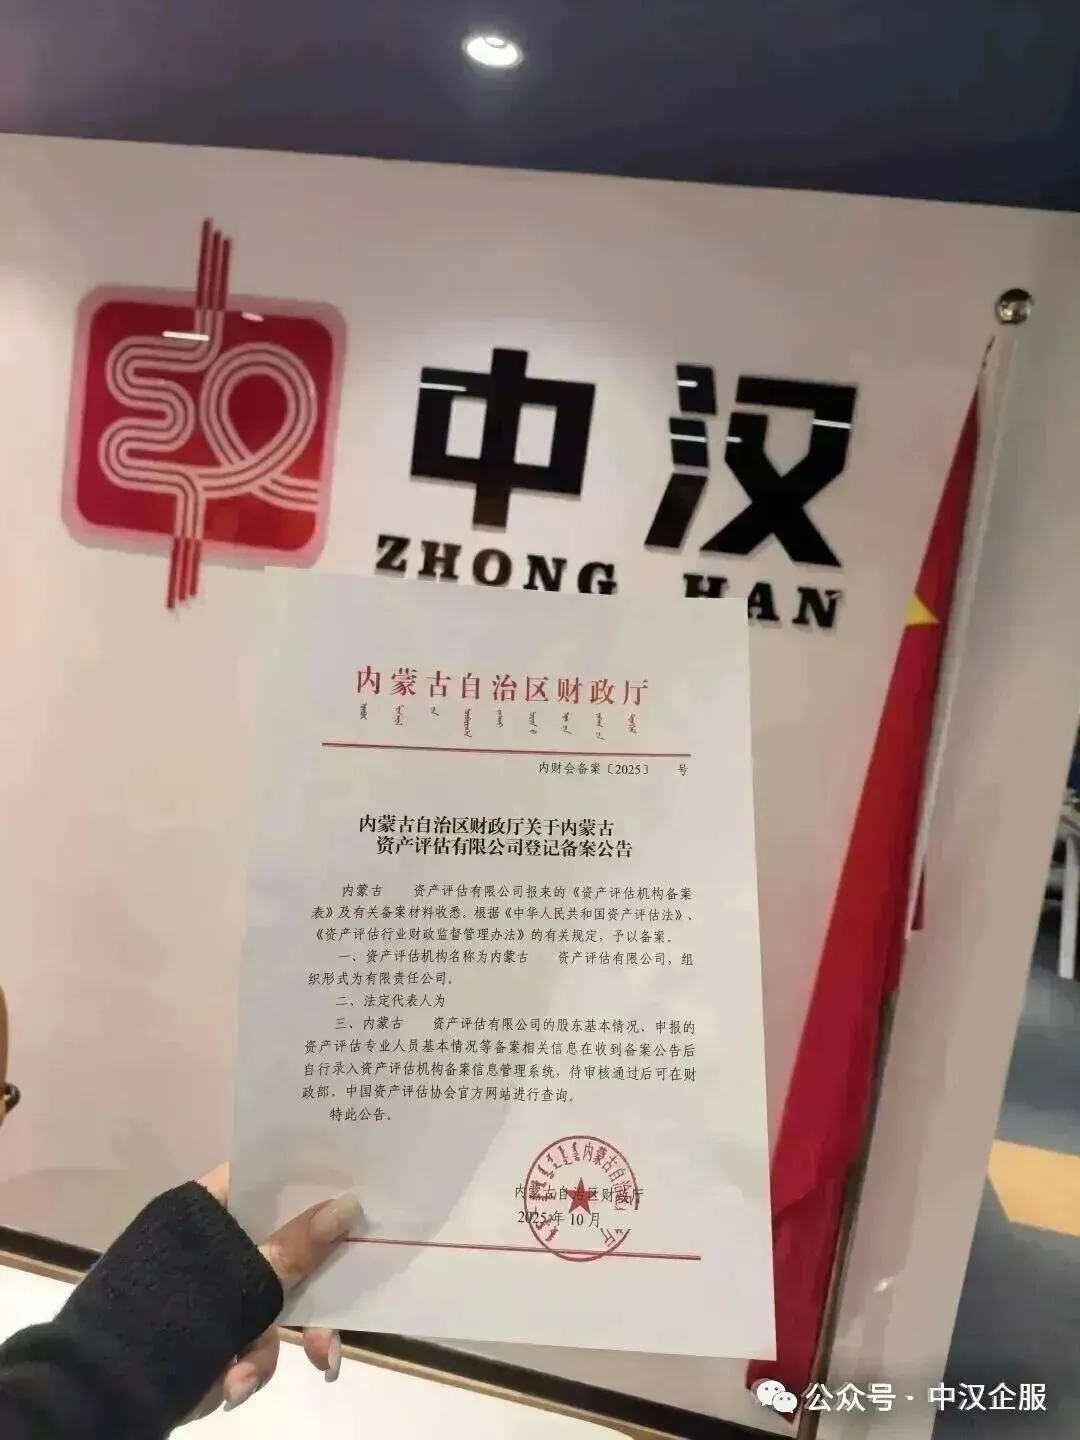 中汉
ZHONG HAN
内蒙古自治区财政厅
内财会备案〔2025〕 号
内蒙古自治区财政厅关于内蒙古
资产评估有限公司登记备案公告
内蒙古 资产评估有限公司报来的《资产评估机构备案
表》及有关备案材料收悉。根据《中华人民共和国资产评估法》、
《资产评估行业财政监督管理办法》的有关规定，予以备案。
一、资产评估机构名称为内蒙古 资产评估有限公司，组
织形式为有限责任公司。
二、法定代表人为
三、内蒙古 资产评估有限公司的股东基本情况、申报的
资产评估专业人员基本情况等备案相关信息在收到备案公告后
自行录入资产评估机构备案信息管理系统，待审核通过后可在财
政部、中国资产评估协会官方网站进行查询。
特此公告。
内蒙古自治区财政厅
2025年10月
公众号·中汉企服